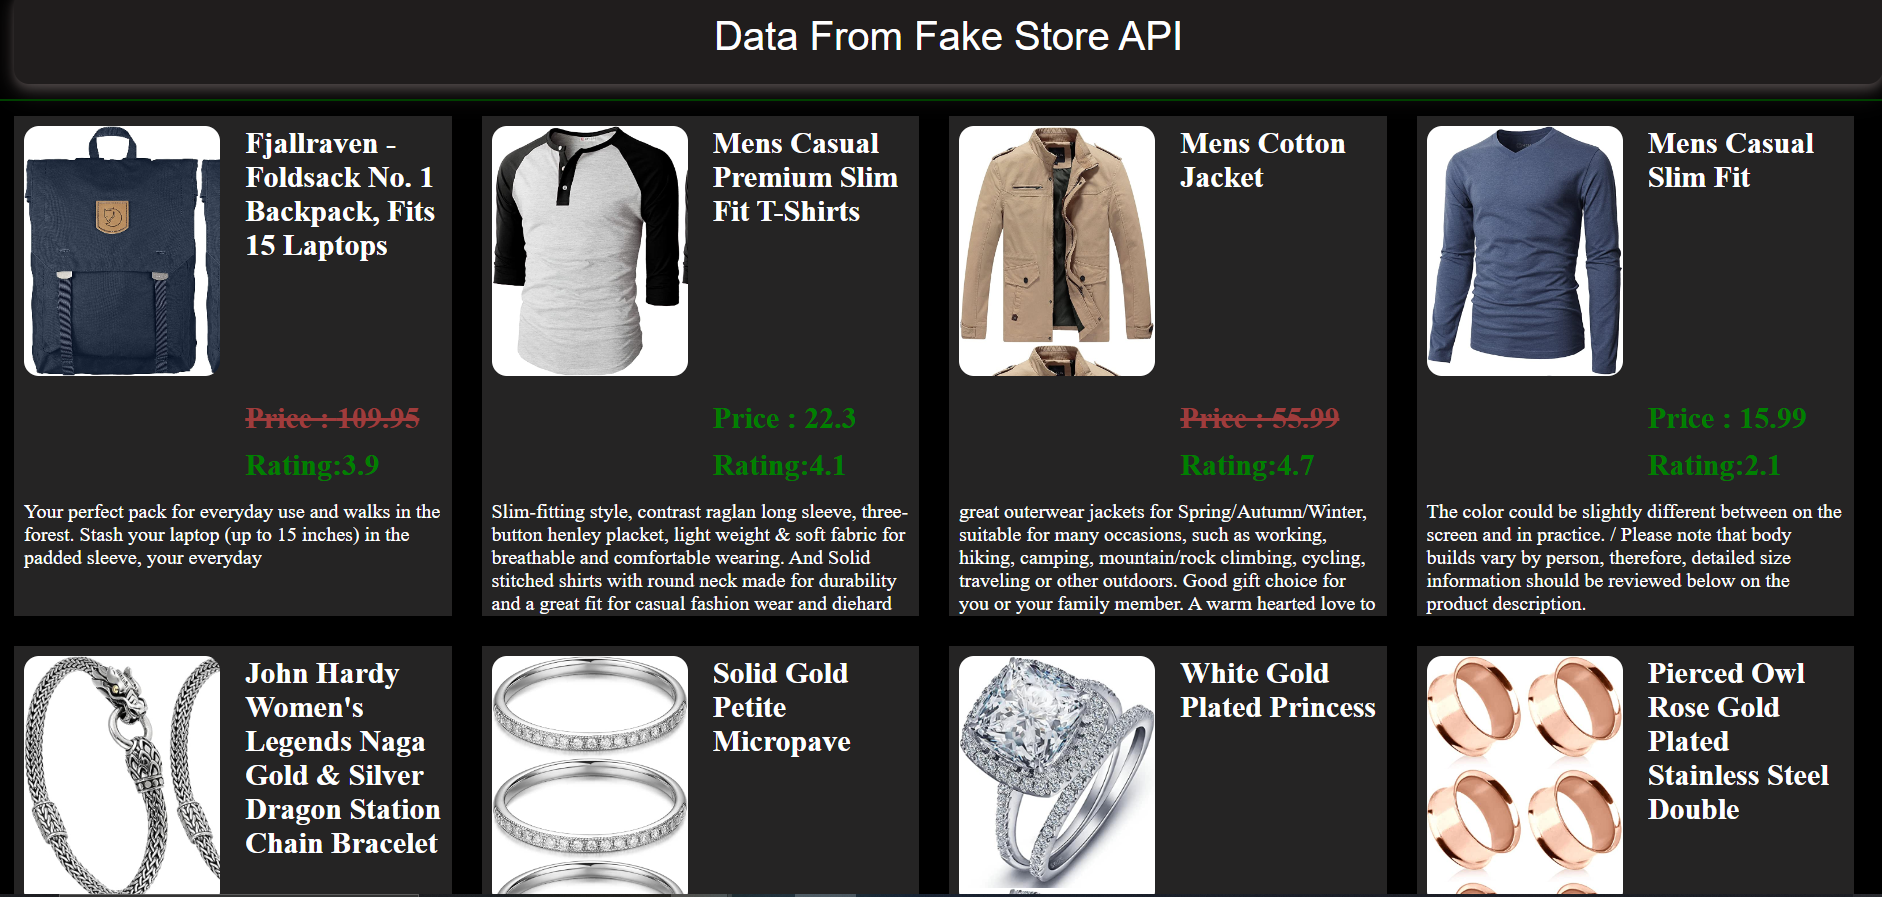 Data From Fake Store API
Fjallraven -
Foldsack No. 1
Backpack, Fits
15 Laptops
Price : 109.95
Rating:3.9
Your perfect pack for everyday use and walks in the
forest. Stash your laptop (up to 15 inches) in the
padded sleeve, your everyday
Mens Casual
Premium Slim
Fit T-Shirts
Price : 22.3
Rating:4.1
Slim-fitting style, contrast raglan long sleeve, three-
button henley placket, light weight & soft fabric for
breathable and comfortable wearing. And Solid
stitched shirts with round neck made for durability
and a great fit for casual fashion wear and diehard
Mens Cotton
Jacket
Price : 55.99
Rating:4.7
great outerwear jackets for Spring/Autumn/Winter,
suitable for many occasions, such as working,
hiking, camping, mountain/rock climbing, cycling,
traveling or other outdoors. Good gift choice for
you or your family member. A warm hearted love to
Mens Casual
Slim Fit
Price : 15.99
Rating:2.1
The color could be slightly different between on the
screen and in practice. / Please note that body
builds vary by person, therefore, detailed size
information should be reviewed below on the
product description.
John Hardy
Women's
Legends Naga
Gold & Silver
Dragon Station
Chain Bracelet
Solid Gold
Petite
Micropave
White Gold
Plated Princess
Pierced Owl
Rose Gold
Plated
Stainless Steel
Double